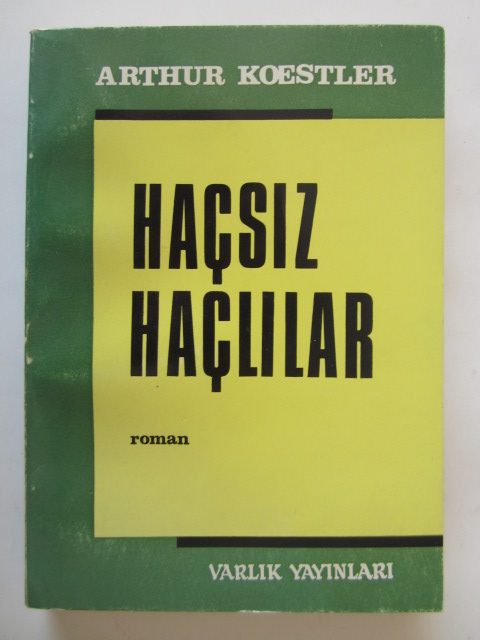 ARTHUR KOESTLER
HAÇSIZ
HAÇLILAR
roman
VARLIK YAYINLARI